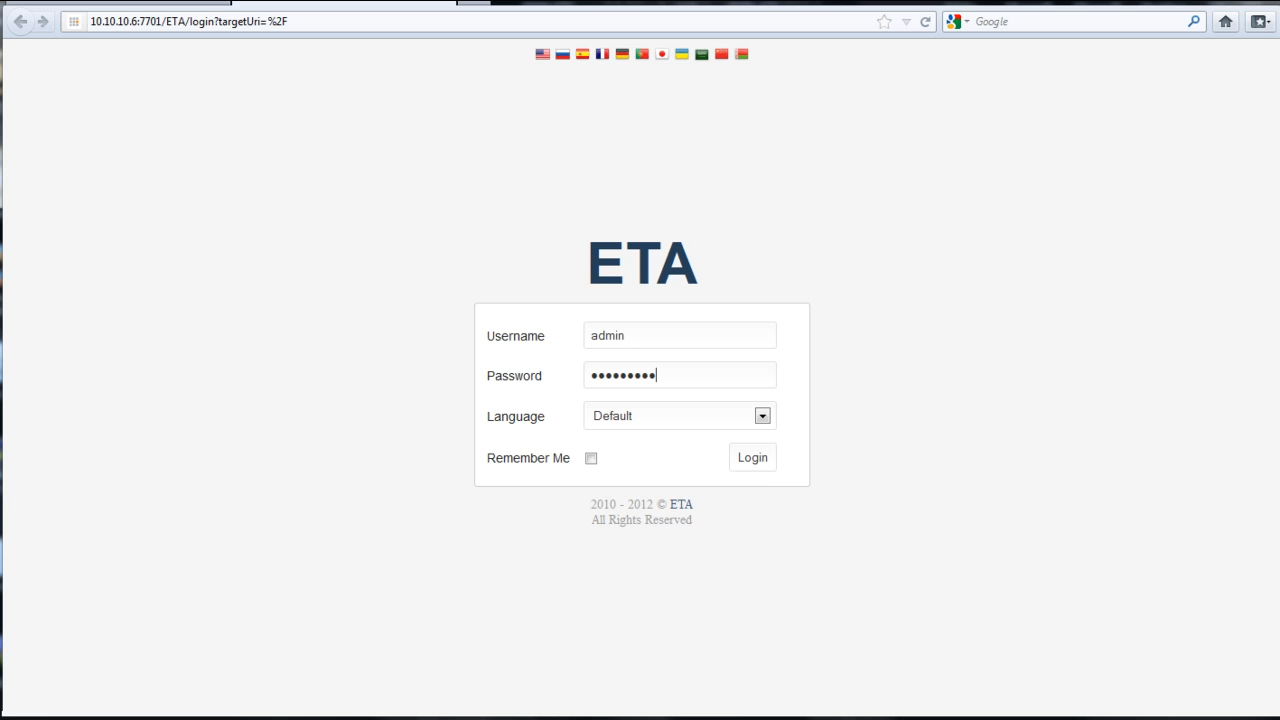 10.10.10.6:7701/ETA/login?targetUri=%2F
Google
ETA
Username admin
Password •••••••••
Language Default
Remember Me Login
2010 - 2012 © ETA
All Rights Reserved